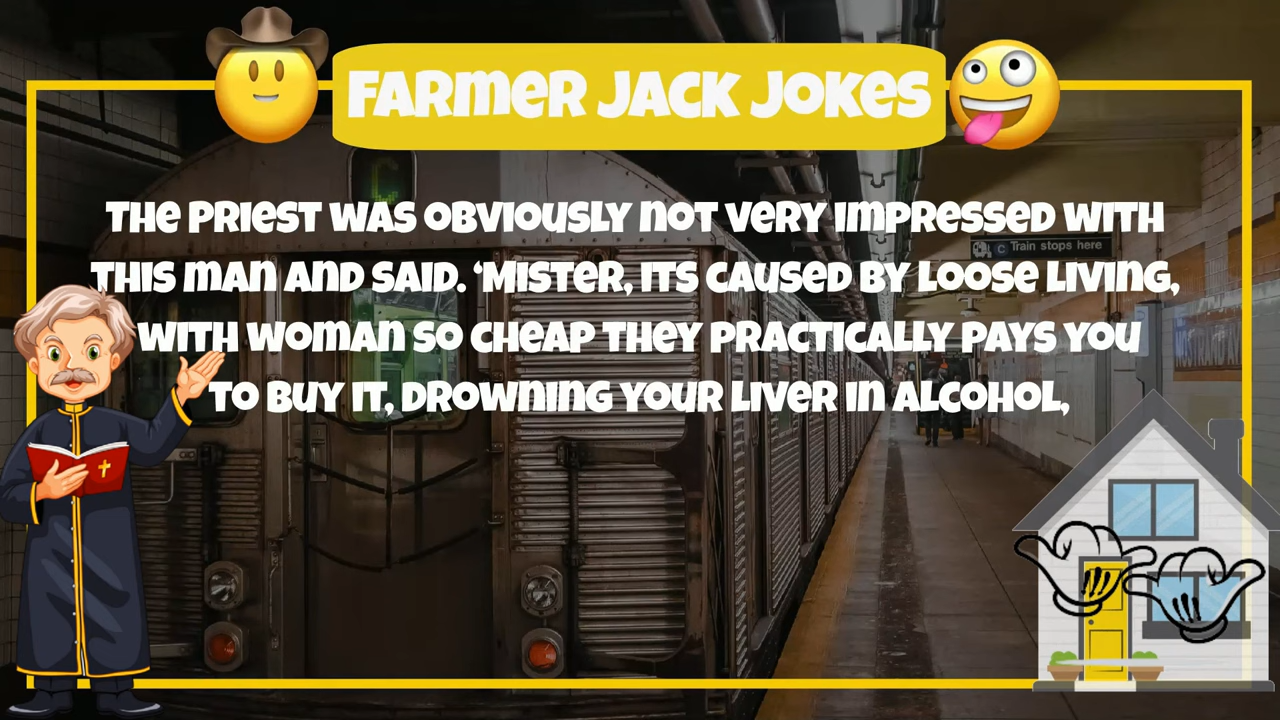 FARMER JACK JOKES
THE PRIEST WAS OBVIOUSLY NOT VERY IMPRESSED WITH
C Train stops here
THIS MAN AND SAID. ‘MISTER, ITS CAUSED BY LOOSE LIVING,
WITH WOMAN SO CHEAP THEY PRACTICALLY PAYS YOU
TO BUY IT, DROWNING YOUR LIVER IN ALCOHOL,